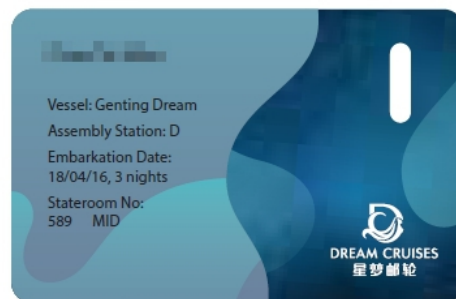 Vessel: Genting Dream
Assembly Station: D
Embarkation Date:
18/04/16, 3 nights
Stateroom No:
589 MID
DREAM CRUISES
星梦邮轮